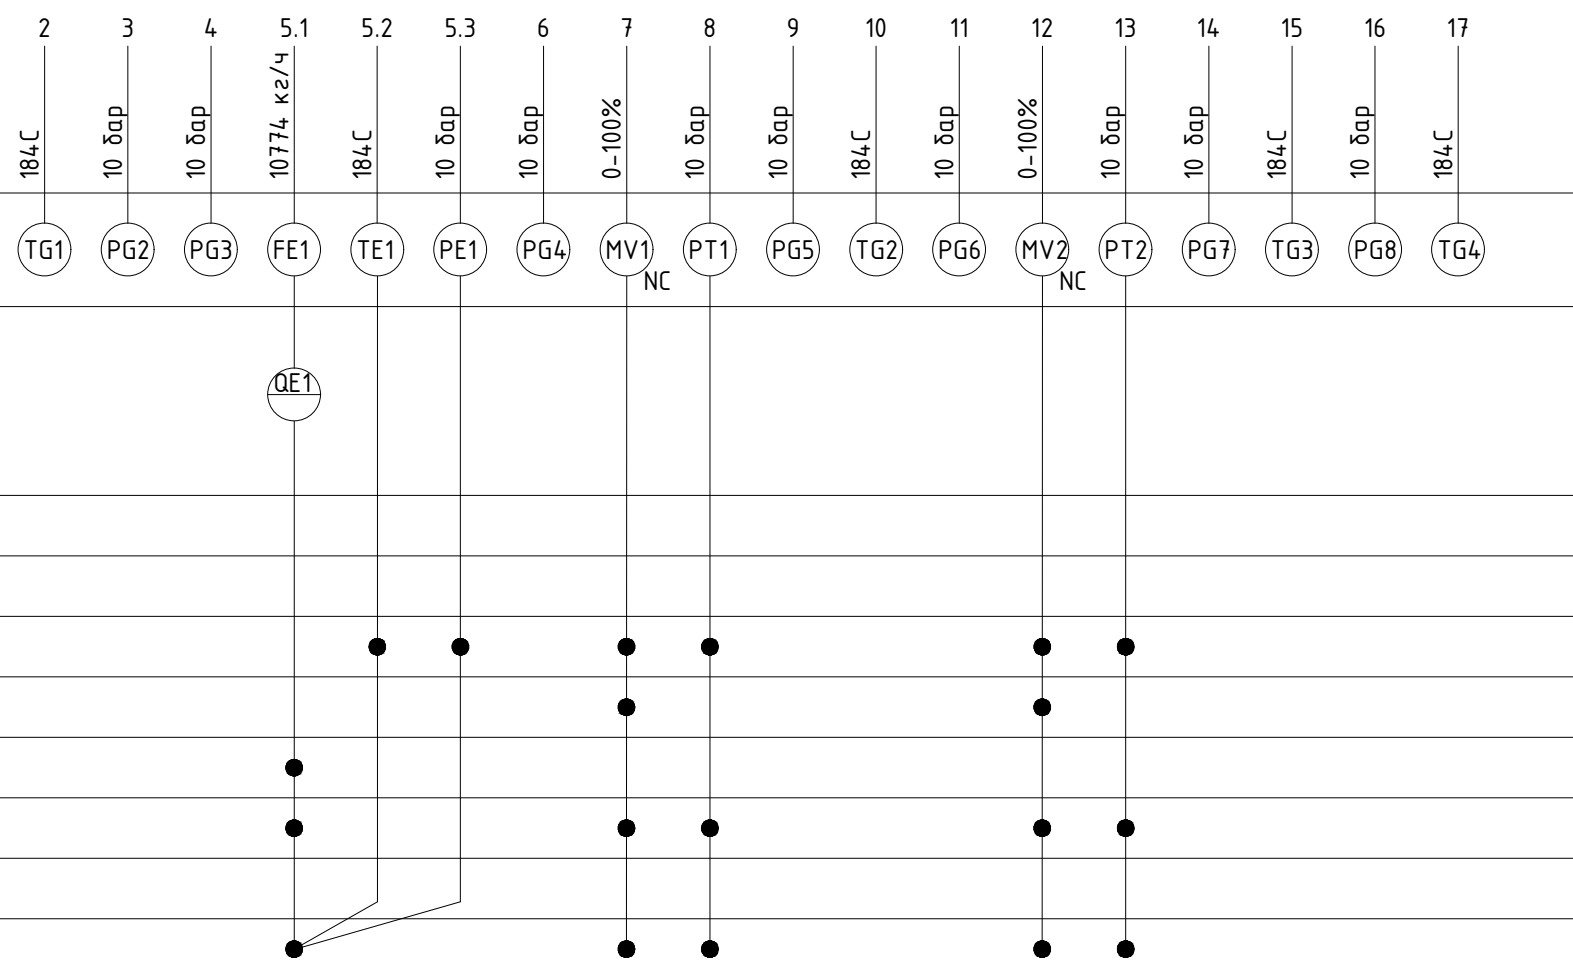 2 3 4 5.1 5.2 5.3 6 7 8 9 10 11 12 13 14 15 16 17
184С 10 бар 10 бар 10774 кг/ч 184С 10 бар 10 бар 0-100% 10 бар 10 бар 184С 10 бар 0-100% 10 бар 10 бар 184С 10 бар 184С
TG1 PG2 PG3 FE1 TE1 PE1 PG4 MV1 PT1 PG5 TG2 PG6 MV2 PT2 PG7 TG3 PG8 TG4
NC NC
QE1